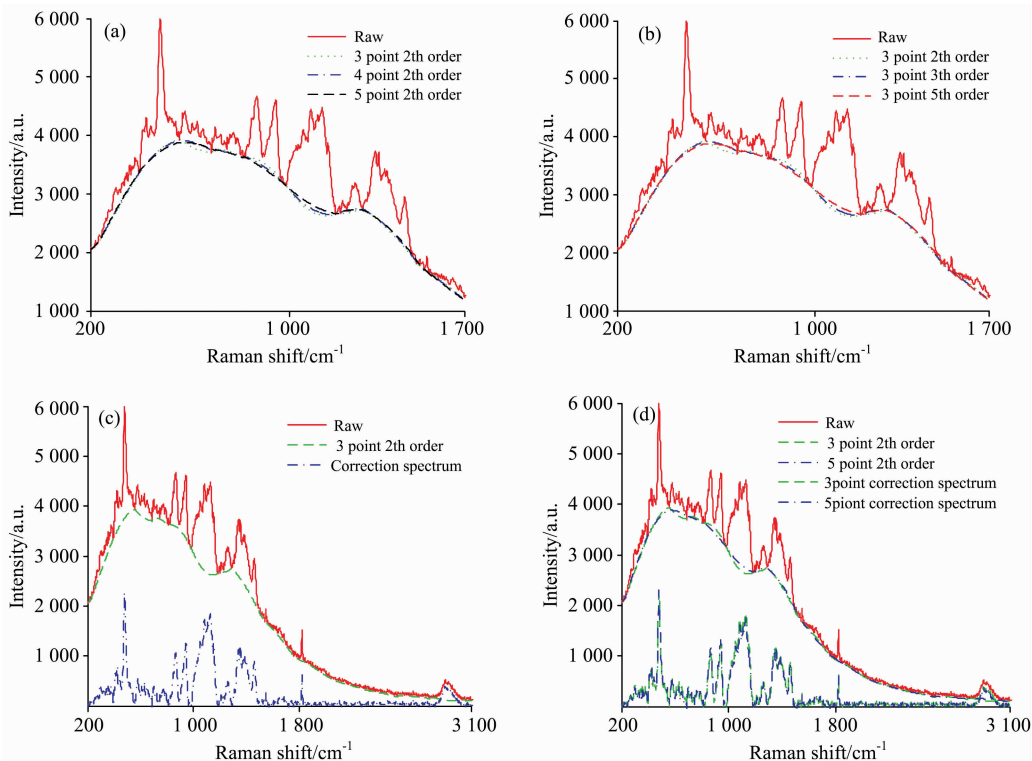 (a)
Raw
3 point 2th order
4 point 2th order
5 point 2th order
6 000
5 000
4 000
3 000
2 000
1 000
Intensity/a.u.
200
1 000
1 700
Raman shift/cm-1
(b)
Raw
3 point 2th order
3 point 3th order
3 point 5th order
6 000
5 000
4 000
3 000
2 000
1 000
Intensity/a.u.
200
1 000
1 700
Raman shift/cm-1
(c)
Raw
3 point 2th order
Correction spectrum
6 000
5 000
4 000
3 000
2 000
1 000
Intensity/a.u.
200
1 000
1 800
3 100
Raman shift/cm-1
(d)
Raw
3 point 2th order
5 point 2th order
3point correction spectrum
5piont correction spectrum
6 000
5 000
4 000
3 000
2 000
1 000
Intensity/a.u.
200
1 000
1 800
3 100
Raman shift/cm-1